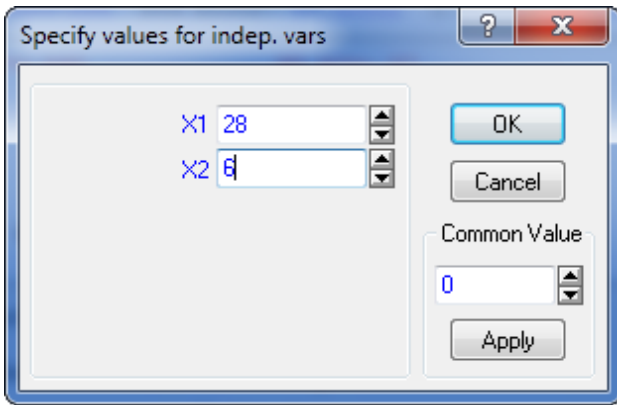 Specify values for indep. vars
?
X
X1 28
X2 6
OK
Cancel
Common Value
0
Apply